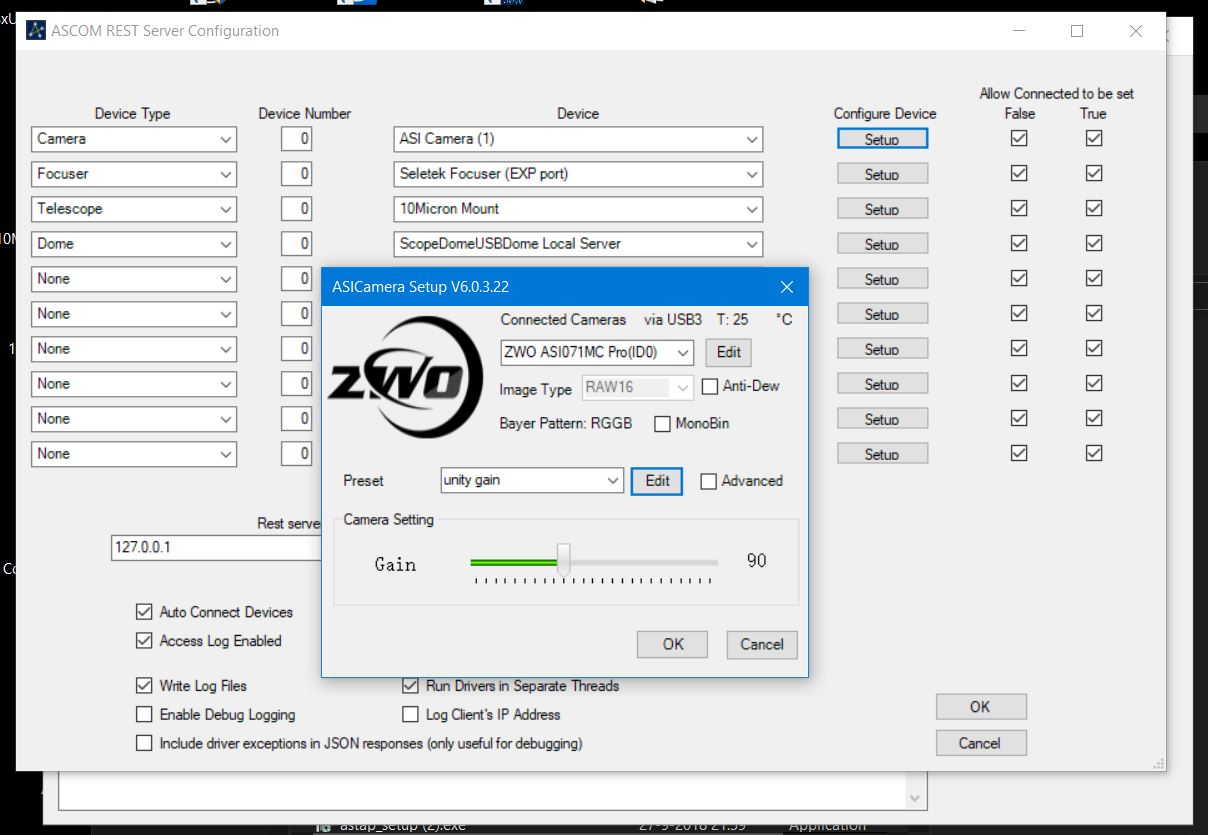 ASCOM REST Server Configuration
Allow Connected to be set
Device Type Device Number Device Configure Device False True
Camera 0 ASI Camera (1) Setup
Focuser 0 Seletek Focuser (EXP port) Setup
Telescope 0 10Micron Mount Setup
Dome 0 ScopeDomeUSBDome Local Server Setup
None 0 Setup
None 0 Setup
None 0 Setup
None 0 Setup
None 0 Setup
None 0 Setup
ASICamera Setup V6.0.3.22
Connected Cameras via USB3 T: 25 °C
ZWO ZWO ASI071MC Pro(ID0) Edit
Image Type RAW16 Anti-Dew
Bayer Pattern: RGGB MonoBin
Preset unity gain Edit Advanced
Camera Setting
Gain 90
OK Cancel
Rest serve
127.0.0.1
Auto Connect Devices
Access Log Enabled
Write Log Files Run Drivers in Separate Threads
Enable Debug Logging Log Client's IP Address
Include driver exceptions in JSON responses (only useful for debugging)
OK
Cancel
astap_setup (2).exe 27-9-2018 21:39 Application